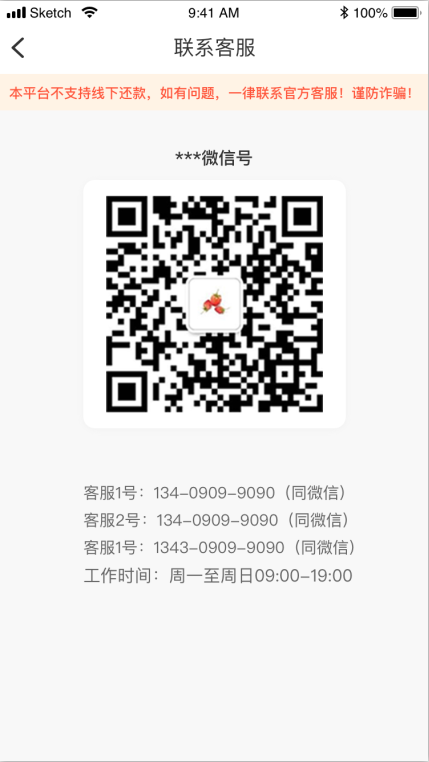 Sketch 9:41 AM 100%
联系客服
本平台不支持线下还款，如有问题，一律联系官方客服！谨防诈骗！
***微信号
客服1号：134-0909-9090（同微信）
客服2号：134-0909-9090（同微信）
客服1号：1343-0909-9090（同微信）
工作时间：周一至周日09:00-19:00